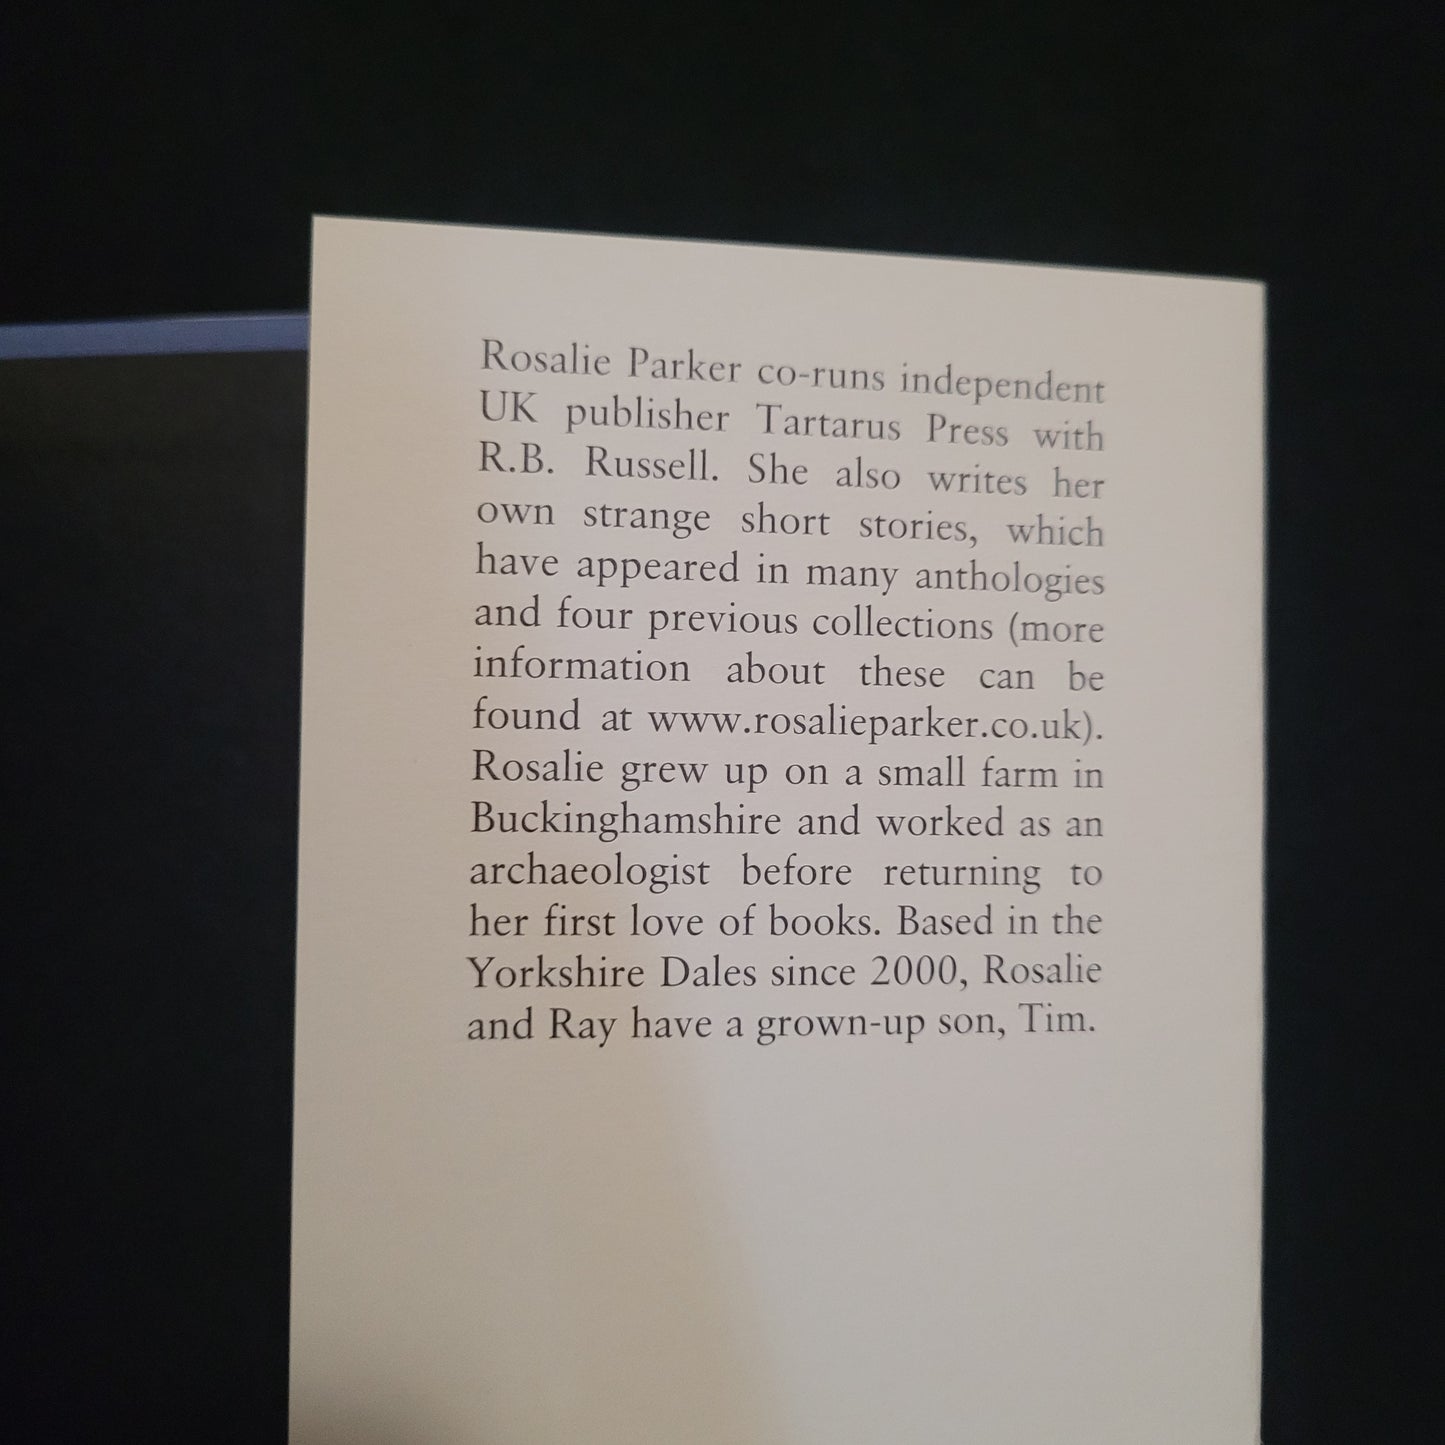 Rosalie Parker co-runs independent
UK publisher Tartarus Press with
R.B. Russell. She also writes her
own strange short stories, which
have appeared in many anthologies
and four previous collections (more
information about these can be
found at www.rosalieparker.co.uk).
Rosalie grew up on a small farm in
Buckinghamshire and worked as an
archaeologist before returning to
her first love of books. Based in the
Yorkshire Dales since 2000, Rosalie
and Ray have a grown-up son, Tim.